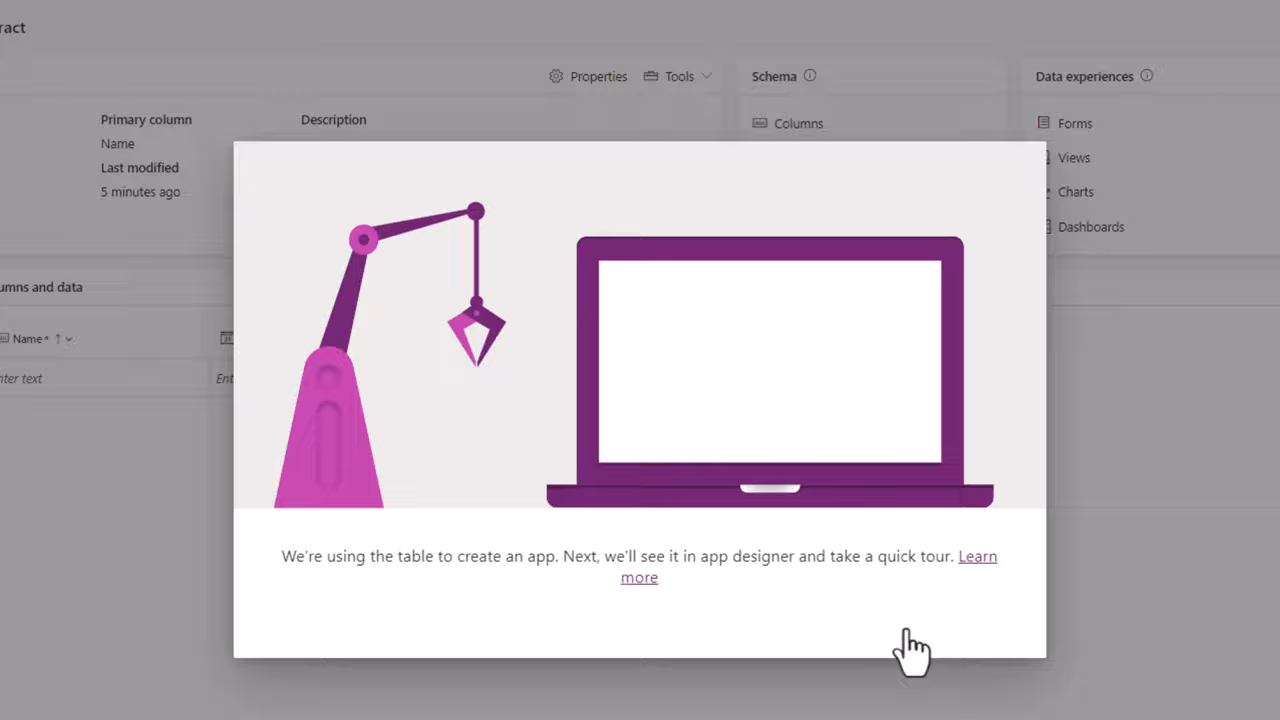 ract
Properties Tools
Schema
Data experiences
Primary column
Description
Name
Last modified
5 minutes ago
Columns
Forms
Views
Charts
Dashboards
umns and data
Name*
nter text
Ent
We're using the table to create an app. Next, we'll see it in app designer and take a quick tour. Learn
more